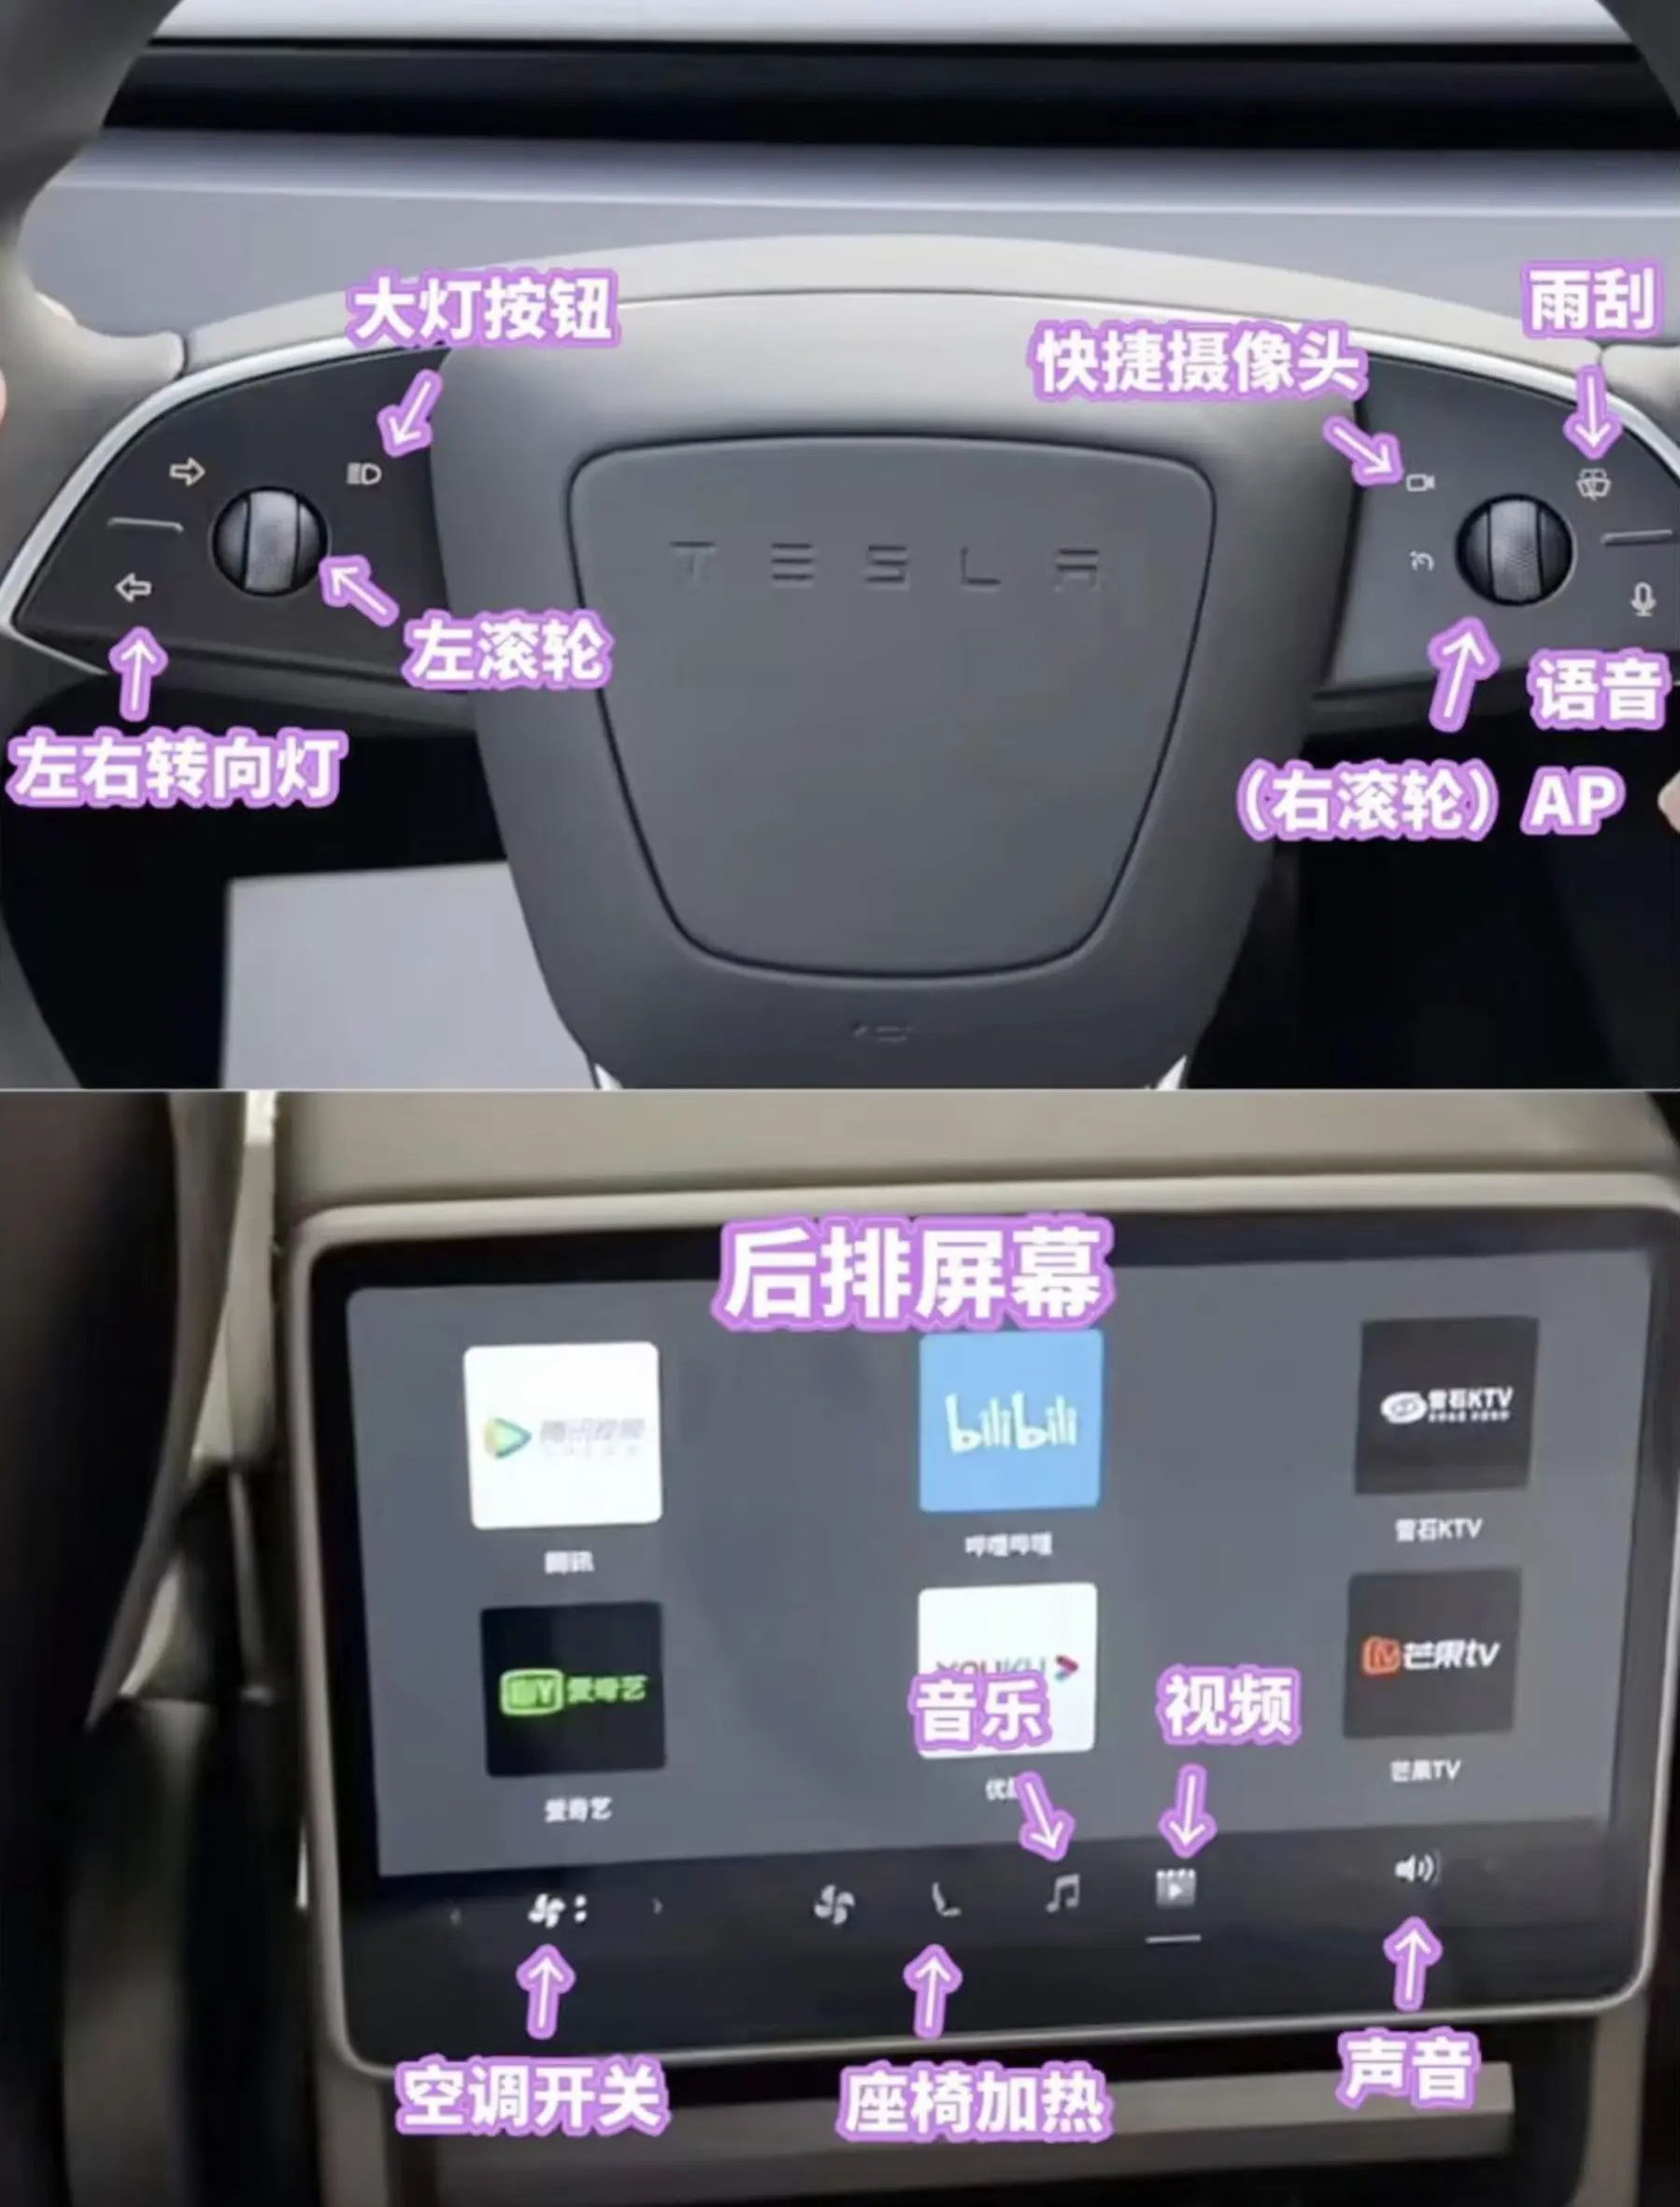 大灯按钮
雨刮
快捷摄像头
TESLA
左滚轮
语音
左右转向灯
(右滚轮) AP
后排屏幕
腾讯视频
bilibili
雷石KTV
腾讯
哔哩哔哩
雷石KTV
爱奇艺
YOUKU
芒果tv
音乐
视频
爱奇艺
芒果TV
空调开关
座椅加热
声音